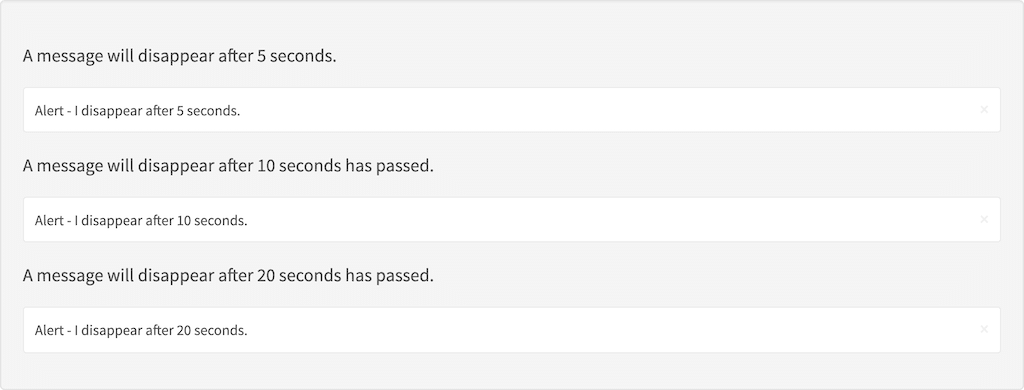 A message will disappear after 5 seconds.
Alert - I disappear after 5 seconds.
×
A message will disappear after 10 seconds has passed.
Alert - I disappear after 10 seconds.
×
A message will disappear after 20 seconds has passed.
Alert - I disappear after 20 seconds.
×